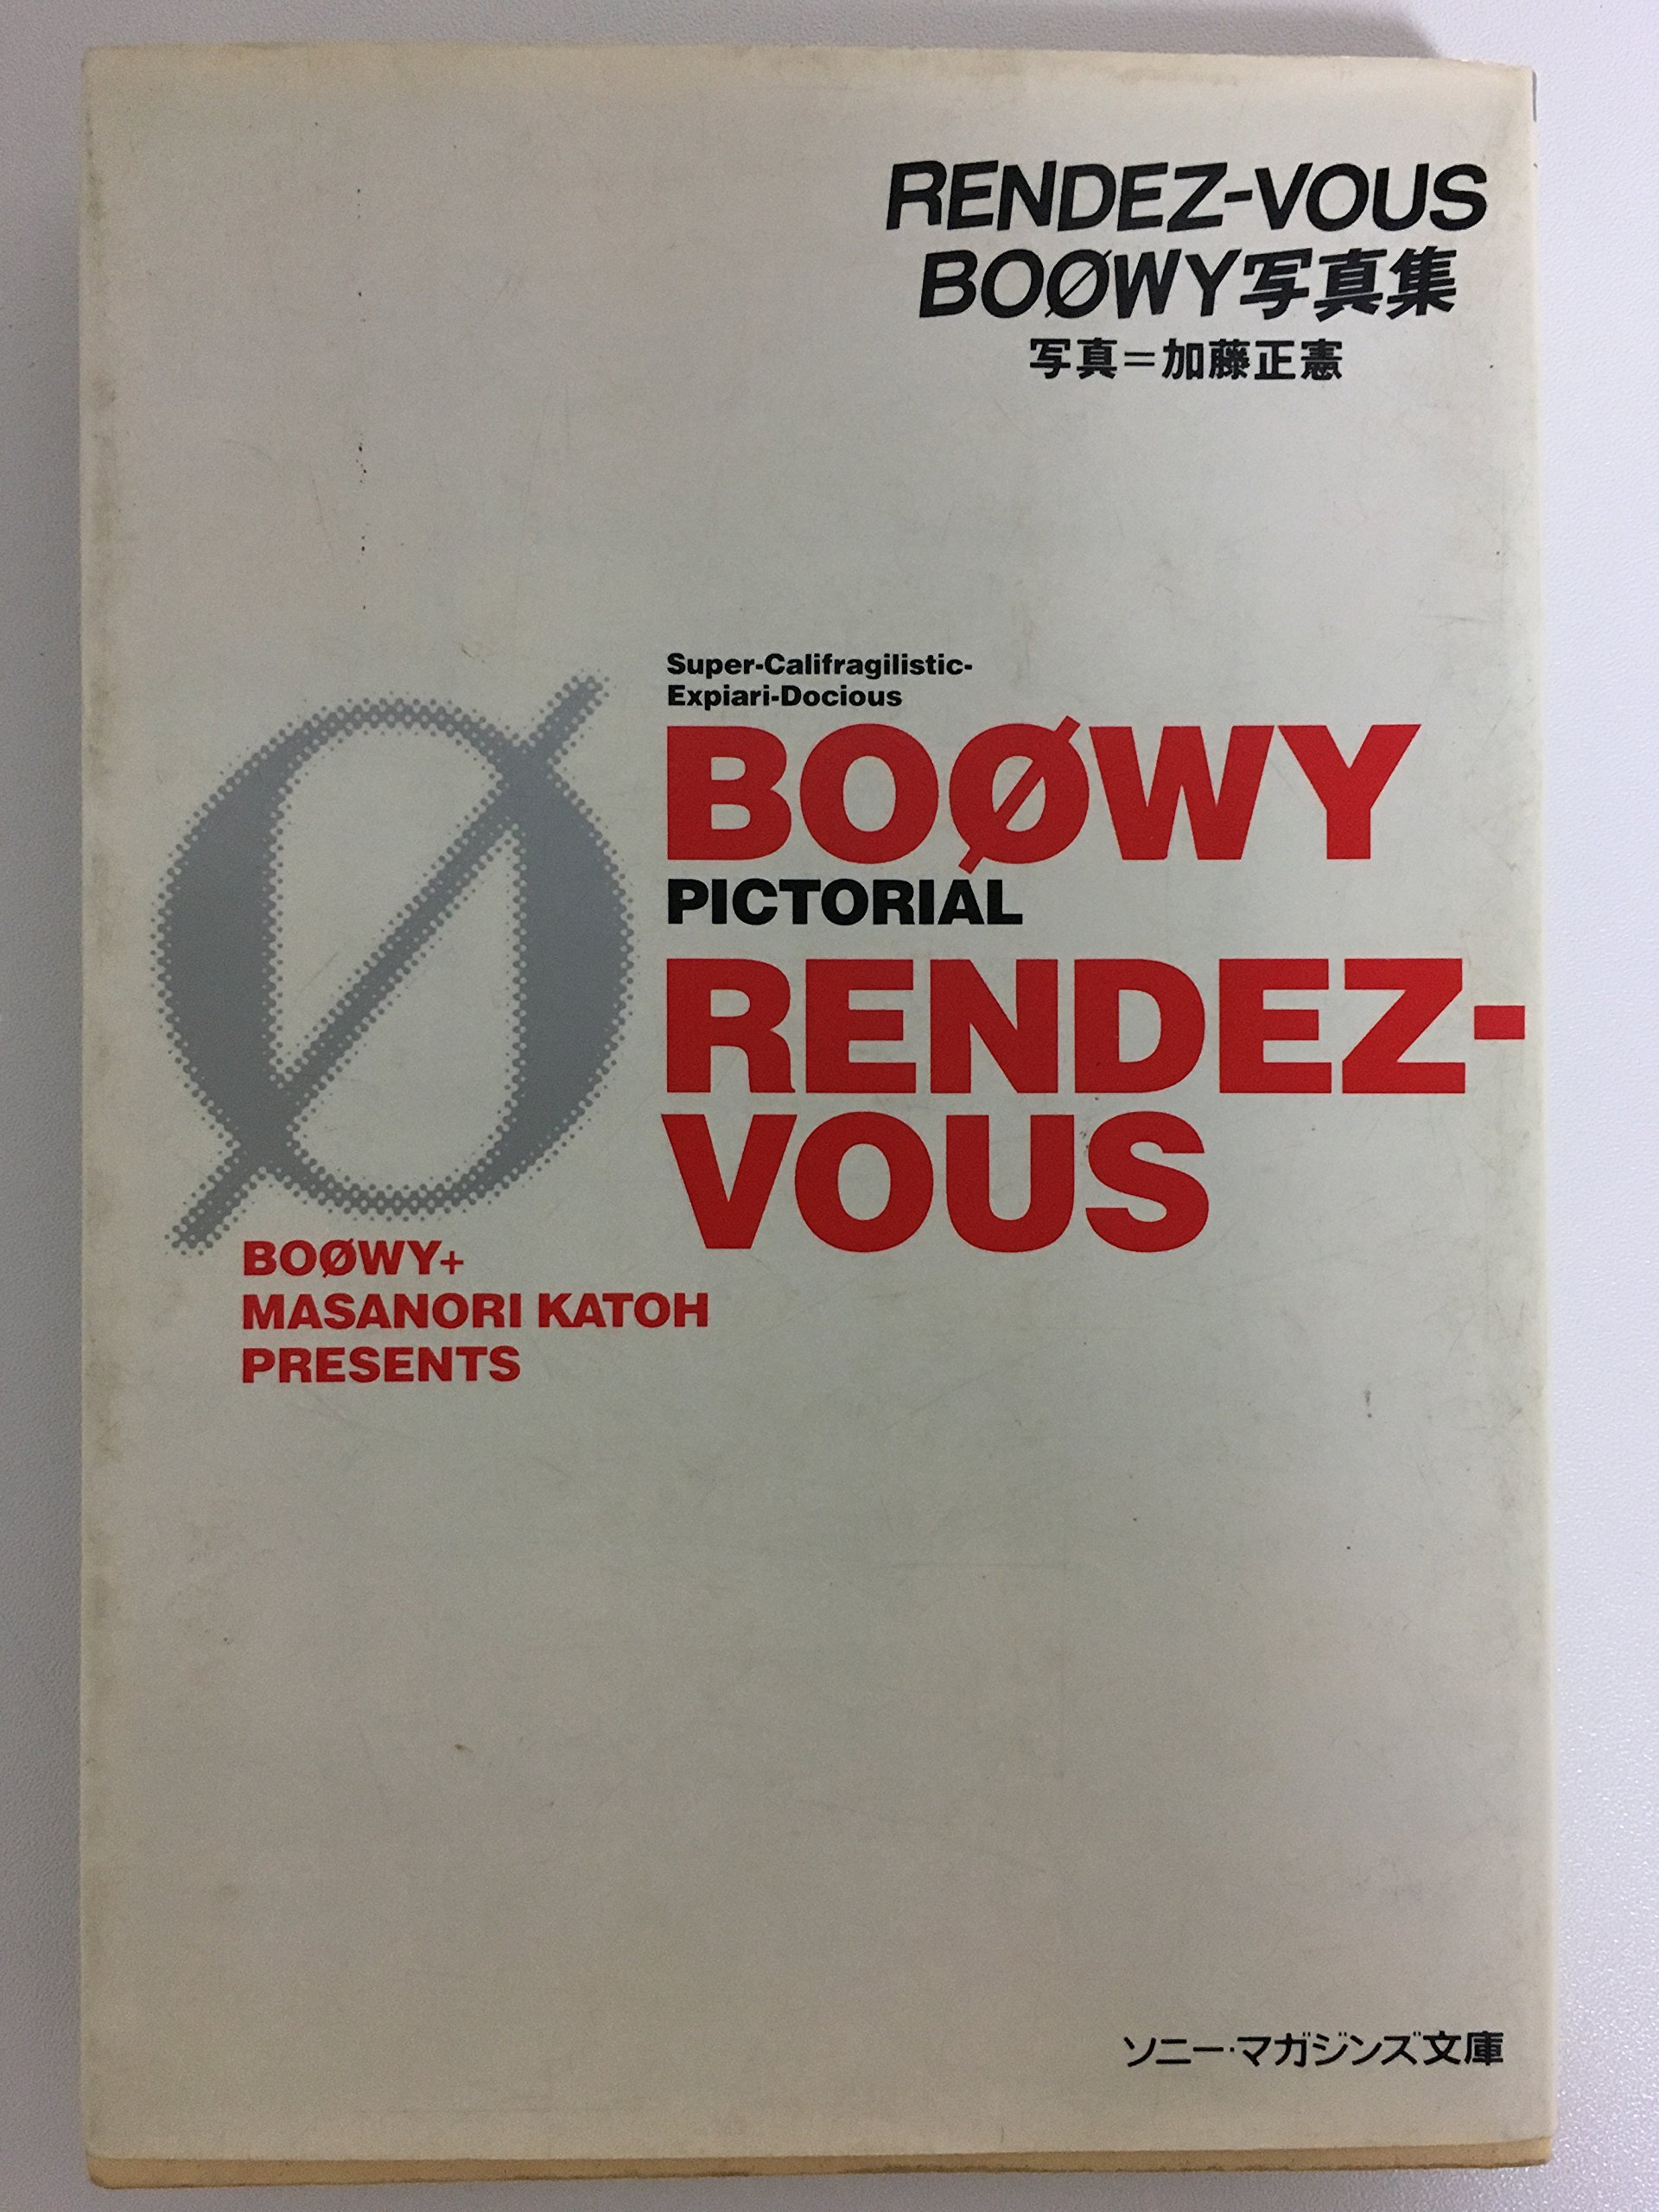 RENDEZ-VOUS
BOØWY写真集
写真=加藤正憲
Super-Califragilistic-
Expiari-Docious
BOØWY
PICTORIAL
RENDEZ-
VOUS
Ø
BOØWY+
MASANORI KATOH
PRESENTS
ソニー・マガジンズ文庫